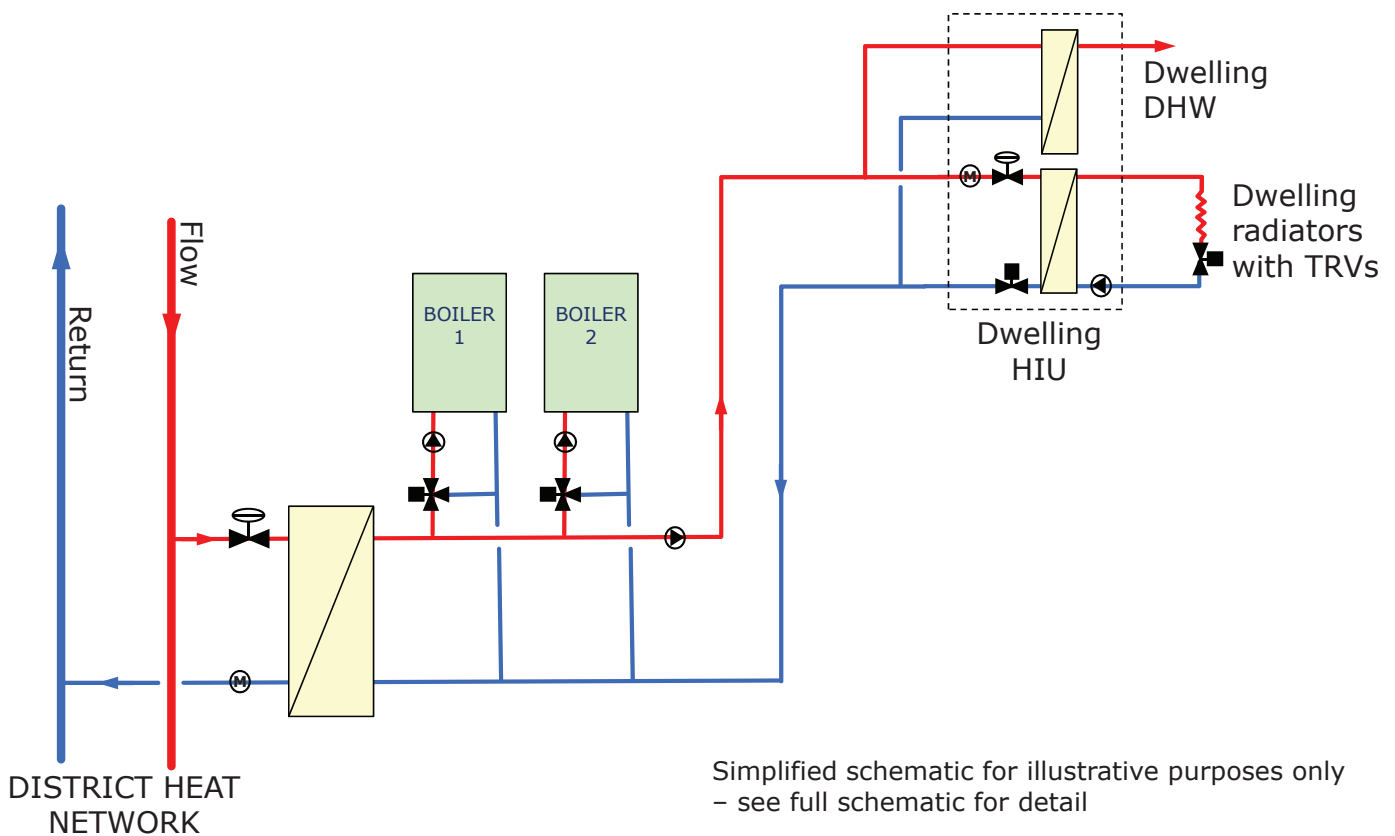 Dwelling
DHW
M
Dwelling
radiators
with TRVs
Dwelling
HIU
Flow
Return
BOILER
1
BOILER
2
M
DISTRICT HEAT
NETWORK
Simplified schematic for illustrative purposes only
– see full schematic for detail